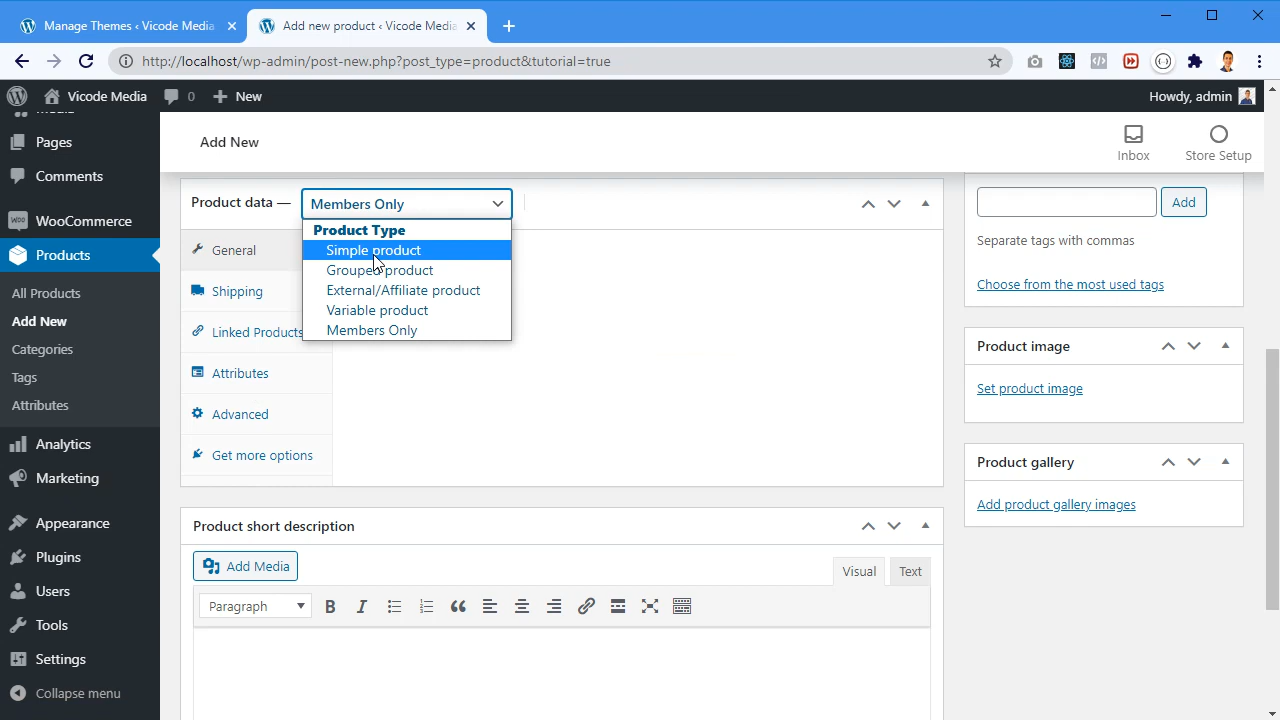 Manage Themes ‹ Vicode Media
Add new product ‹ Vicode Media
http://localhost/wp-admin/post-new.php?post_type=product&tutorial=true
Vicode Media
0
New
Howdy, admin
Media
Pages
Comments
WooCommerce
Products
All Products
Add New
Categories
Tags
Attributes
Analytics
Marketing
Appearance
Plugins
Users
Tools
Settings
Collapse menu
Add New
Inbox
Store Setup
Product data —
Members Only
Product Type
Simple product
Grouped product
External/Affiliate product
Variable product
Members Only
General
Shipping
Linked Products
Attributes
Advanced
Get more options
Product short description
Add Media
Visual
Text
Paragraph
Add
Separate tags with commas
Choose from the most used tags
Product image
Set product image
Product gallery
Add product gallery images